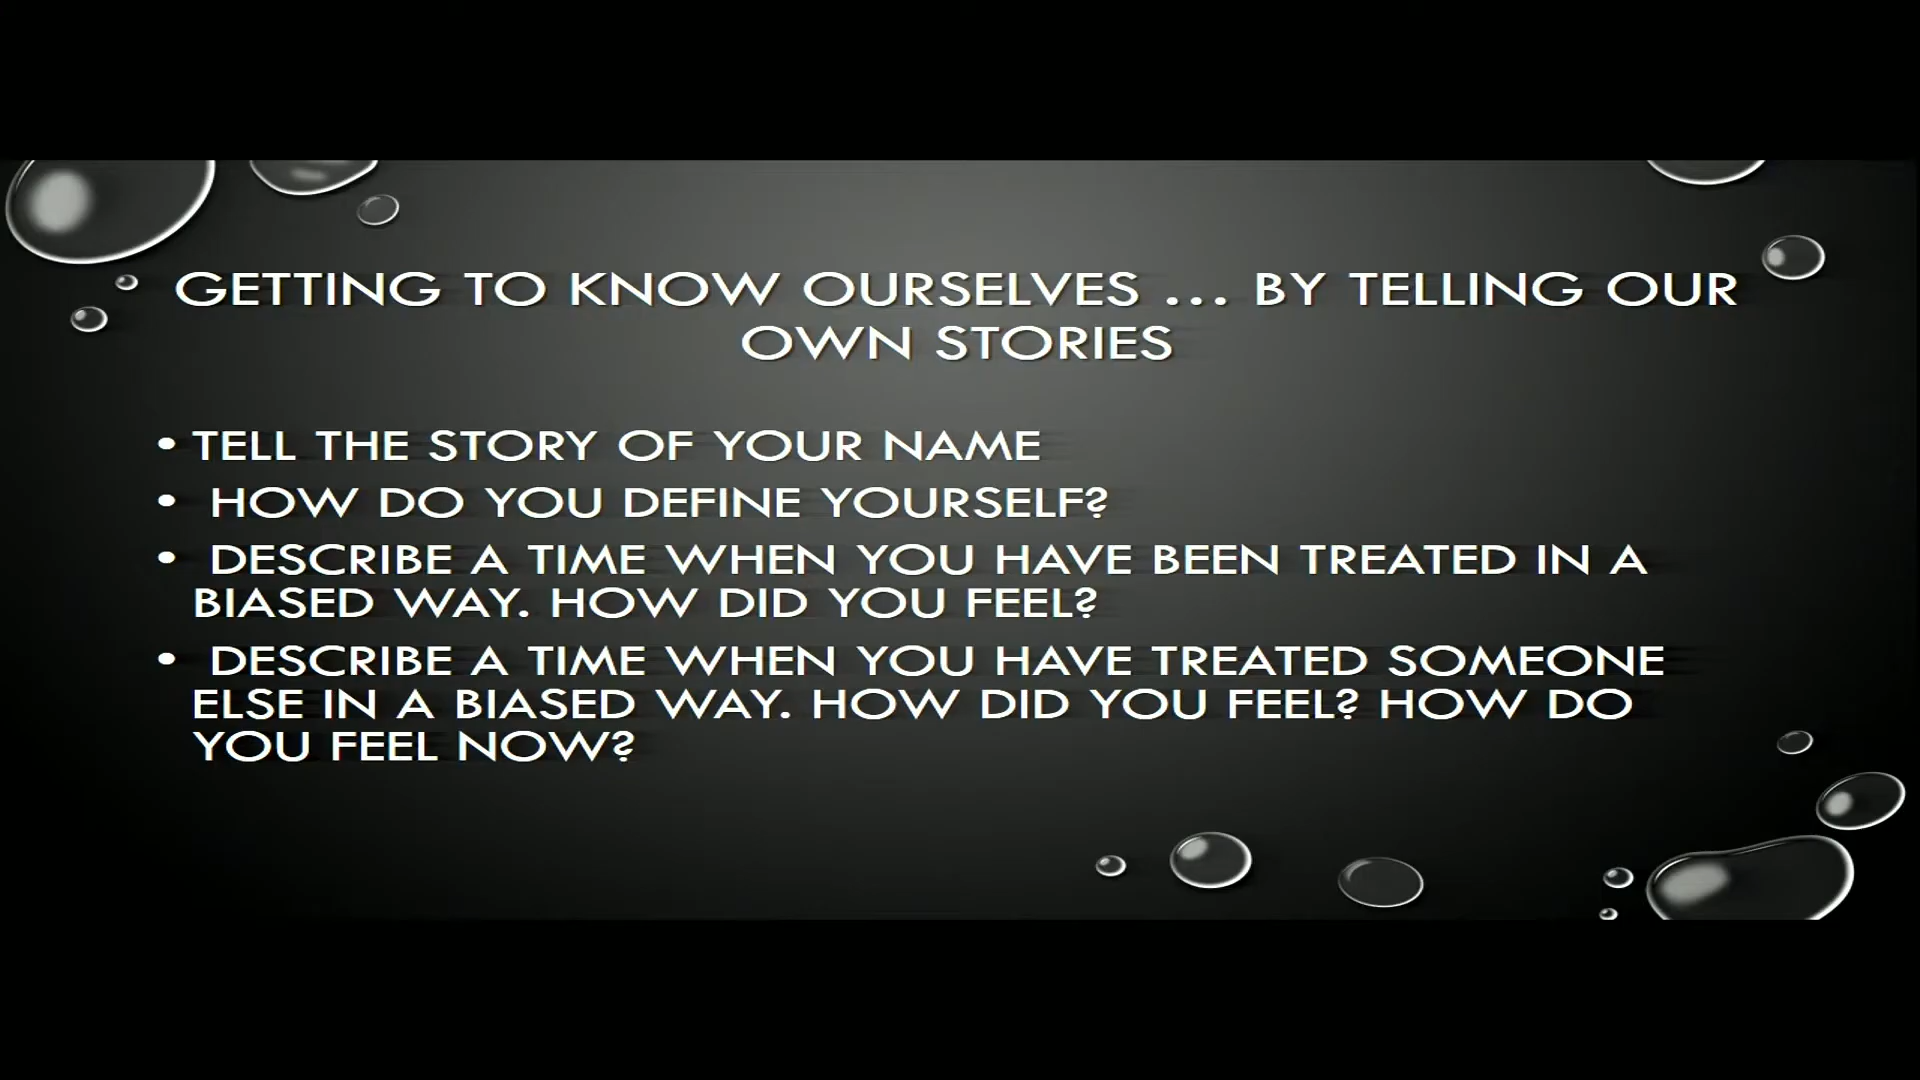 GETTING TO KNOW OURSELVES ... BY TELLING OUR
OWN STORIES
• TELL THE STORY OF YOUR NAME
• HOW DO YOU DEFINE YOURSELF?
• DESCRIBE A TIME WHEN YOU HAVE BEEN TREATED IN A
BIASED WAY. HOW DID YOU FEEL?
• DESCRIBE A TIME WHEN YOU HAVE TREATED SOMEONE
ELSE IN A BIASED WAY. HOW DID YOU FEEL? HOW DO
YOU FEEL NOW?